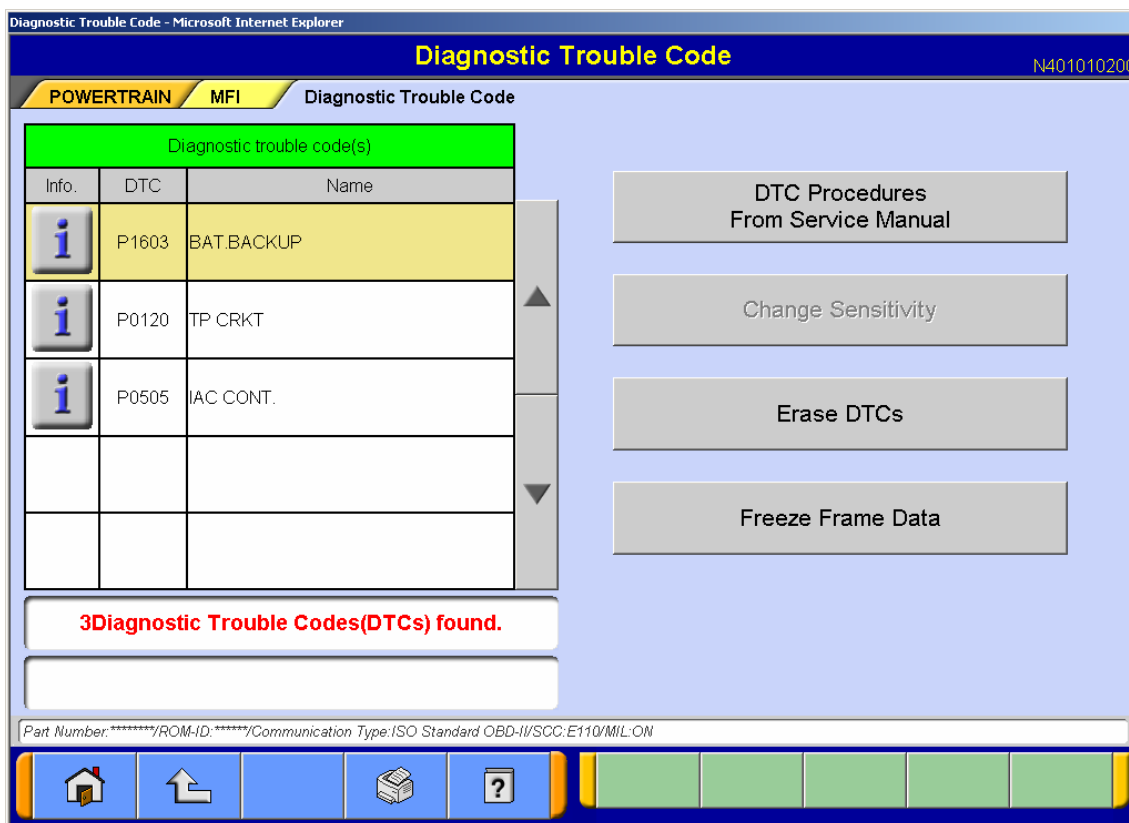 Diagnostic Trouble Code - Microsoft Internet Explorer
Diagnostic Trouble Code
N401010200
POWERTRAIN MFI Diagnostic Trouble Code
Diagnostic trouble code(s)
Info. DTC Name
P1603 BAT.BACKUP
P0120 TP CRKT
P0505 IAC CONT.
3Diagnostic Trouble Codes(DTCs) found.
DTC Procedures
From Service Manual
Change Sensitivity
Erase DTCs
Freeze Frame Data
Part Number:********/ROM-ID:******/Communication Type:ISO Standard OBD-II/SCC:E110/MIL:ON